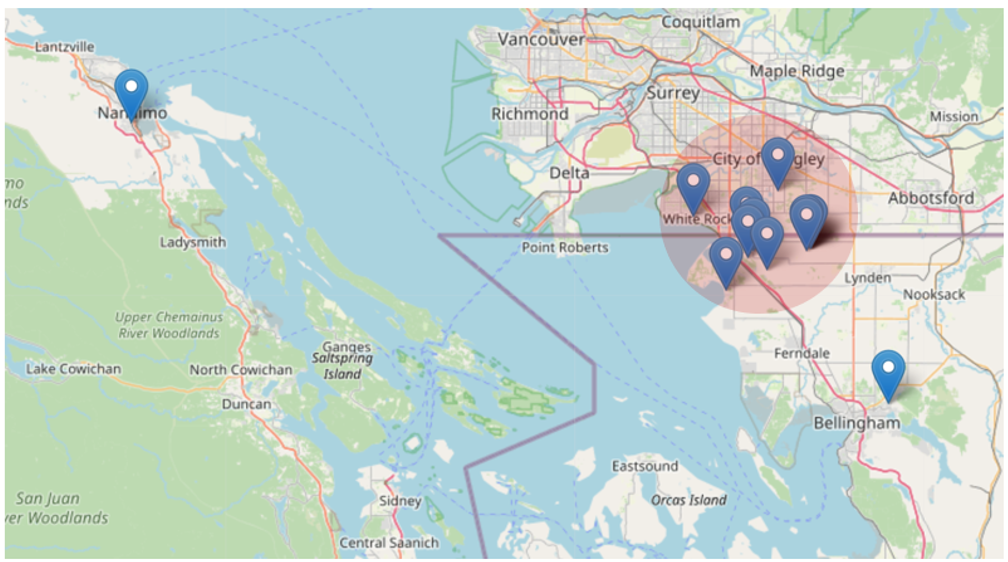 Coquitlam
Vancouver
Lantzville
Maple Ridge
Surrey
Nanaimo
Richmond
Mission
City of Langley
Delta
Abbotsford
White Rock
Ladysmith
Point Roberts
Lynden
Nooksack
Upper Chemainus
River Woodlands
Ganges
Saltspring
Island
Ferndale
Lake Cowichan
North Cowichan
Duncan
Bellingham
Eastsound
Orcas Island
San Juan
ver Woodlands
Sidney
Central Saanich
mo
nds